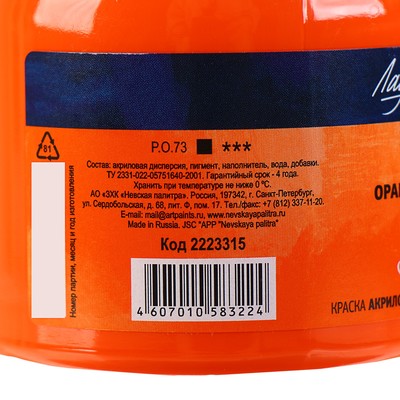 Лад
P.O.73 ***
Состав: акриловая дисперсия, пигмент, наполнитель, вода, добавки.
ТУ 2331-022-05751640-2001. Гарантийный срок - 4 года.
Хранить при температуре не ниже 0 °C.
АО «ЗХК «Невская палитра», Россия, 197342, г. Санкт-Петербург,
ул. Сердобольская, д. 68, лит. Ф, пом. 17. Тел./факс: +7 (812) 337-11-20.
E-mail: mail@artpaints.ru, www.nevskayapalitra.ru
Made in Russia. JSC "APP "Nevskaya palitra"
Код 2223315
4 607010 583224
81
Номер партии, месяц и год изготовления
ОРА
КРАСКА АКРИЛО